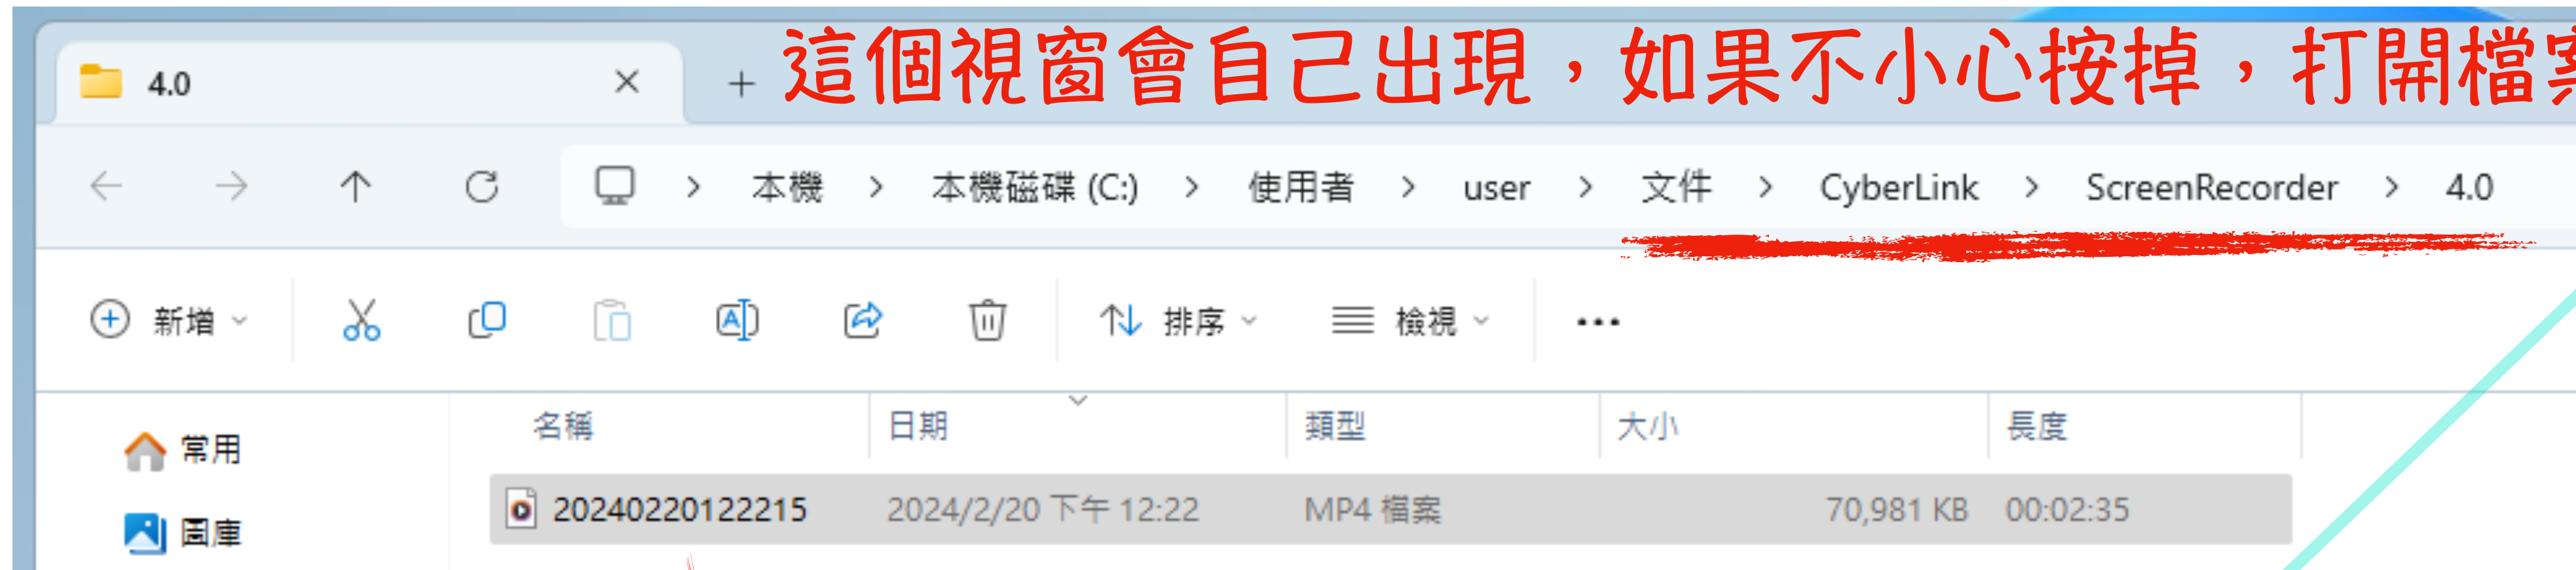 4.0
這個視窗會自己出現，如果不小心按掉，打開檔案
本機 > 本機磁碟 (C:) > 使用者 > user > 文件 > CyberLink > ScreenRecorder > 4.0
新增 排序 檢視 ...
名稱 日期 類型 大小 長度
常用
20240220122215 2024/2/20 下午 12:22 MP4 檔案 70,981 KB 00:02:35
圖庫